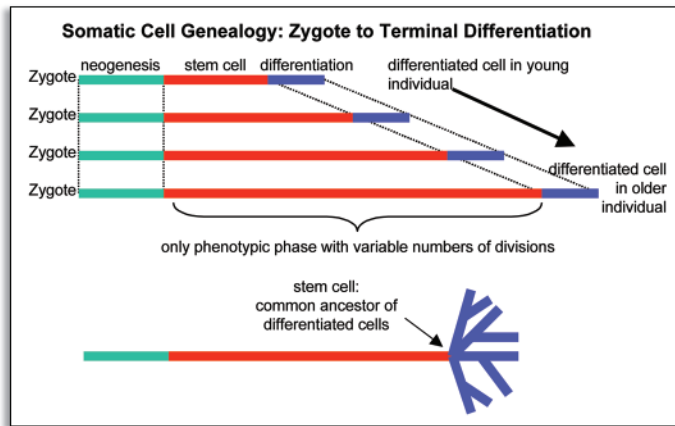 Somatic Cell Genealogy: Zygote to Terminal Differentiation
neogenesis stem cell differentiation
differentiated cell in young
individual
Zygote
Zygote
Zygote
Zygote
differentiated cell
in older
individual
only phenotypic phase with variable numbers of divisions
stem cell:
common ancestor of
differentiated cells